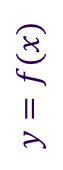 y = f(x)